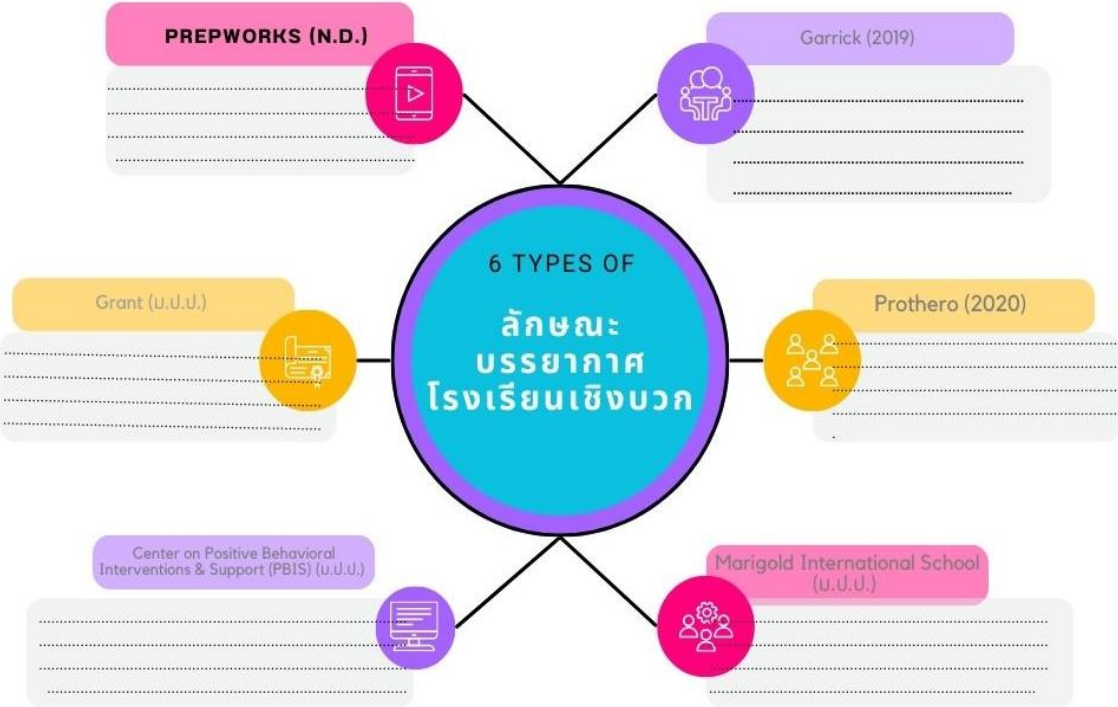 PREPWORKS (N.D.)
Garrick (2019)
6 TYPES OF
ลักษณะ
บรรยากาศ
โรงเรียนเชิงบวก
Grant (ม.ป.ป.)
Prothero (2020)
Center on Positive Behavioral
Interventions & Support (PBIS) (ม.ป.ป.)
Marigold International School
(ม.ป.ป.)